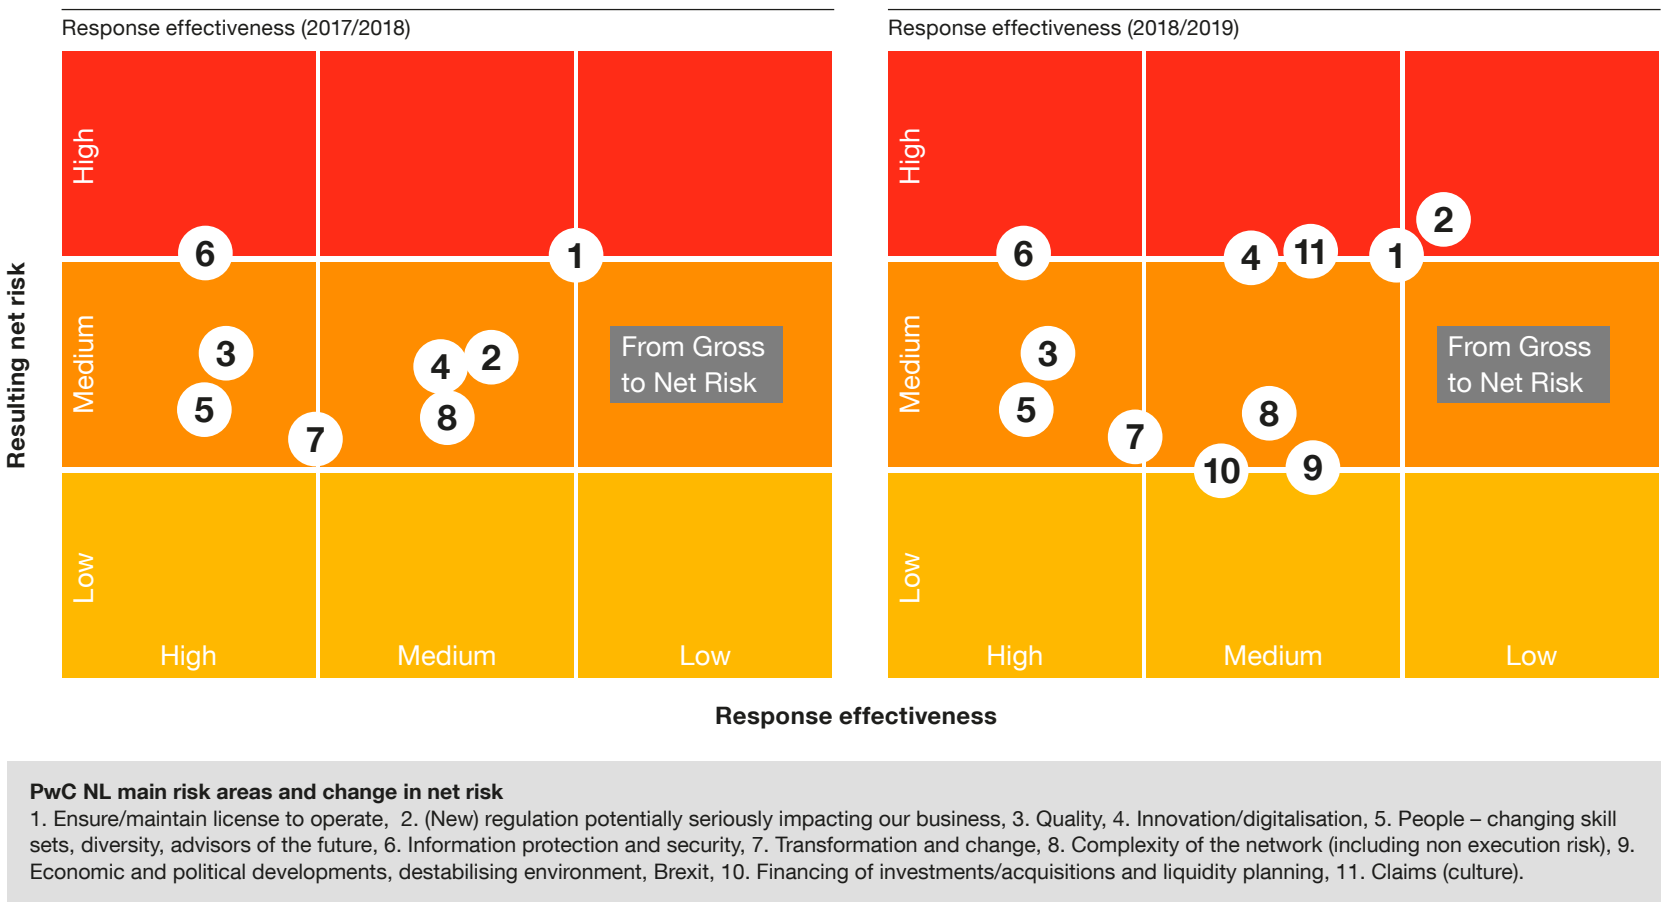 Response effectiveness (2017/2018)
Resulting net risk
High
Medium
Low
6
1
3
4
2
5
8
7
From Gross
to Net Risk
High
Medium
Low
Response effectiveness (2018/2019)
High
Medium
Low
2
6
4
11
1
3
5
8
7
10
9
From Gross
to Net Risk
High
Medium
Low
Response effectiveness
PwC NL main risk areas and change in net risk
1. Ensure/maintain license to operate,  2. (New) regulation potentially seriously impacting our business, 3. Quality, 4. Innovation/digitalisation, 5. People – changing skill
sets, diversity, advisors of the future, 6. Information protection and security, 7. Transformation and change, 8. Complexity of the network (including non execution risk), 9.
Economic and political developments, destabilising environment, Brexit, 10. Financing of investments/acquisitions and liquidity planning, 11. Claims (culture).